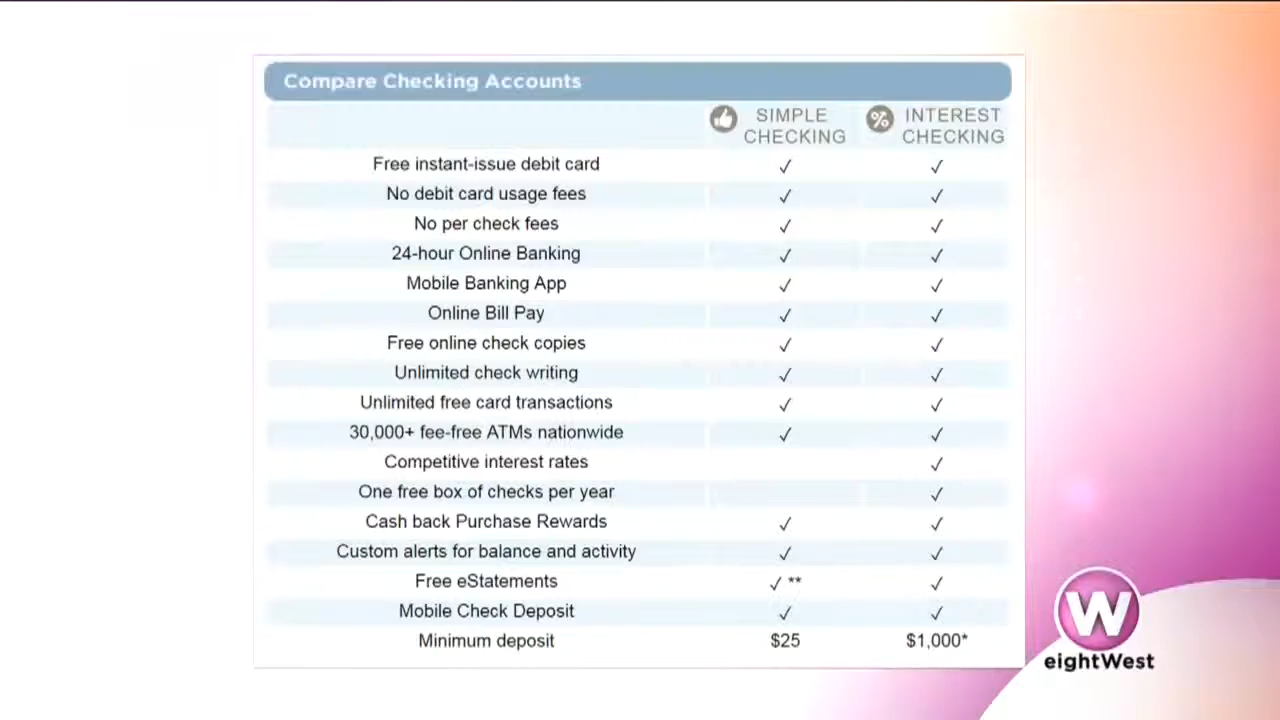 Compare Checking Accounts
SIMPLE CHECKING INTEREST CHECKING
Free instant-issue debit card ✓ ✓
No debit card usage fees ✓ ✓
No per check fees ✓ ✓
24-hour Online Banking ✓ ✓
Mobile Banking App ✓ ✓
Online Bill Pay ✓ ✓
Free online check copies ✓ ✓
Unlimited check writing ✓ ✓
Unlimited free card transactions ✓ ✓
30,000+ fee-free ATMs nationwide ✓ ✓
Competitive interest rates ✓
One free box of checks per year ✓
Cash back Purchase Rewards ✓ ✓
Custom alerts for balance and activity ✓ ✓
Free eStatements ✓ ** ✓
Mobile Check Deposit ✓ ✓
Minimum deposit $25 $1,000*
W
eightWest